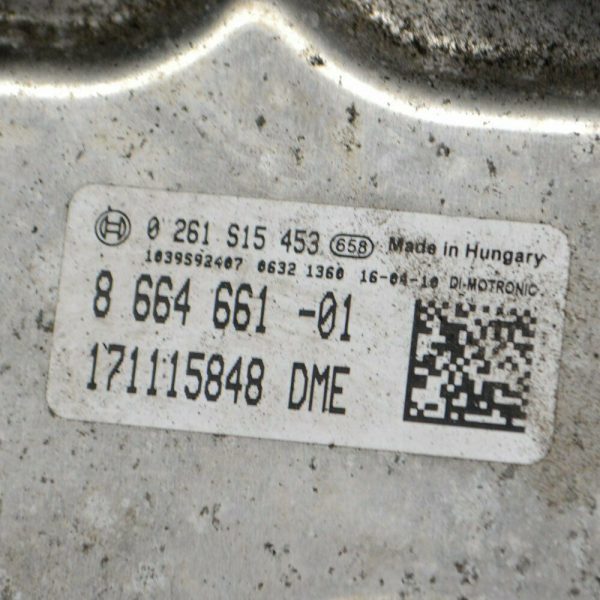 0 261 S15 453 658 Made in Hungary
1039S92407 0632 1360 16-04-10 DI-MOTRONIC
8 664 661 -01
171115848 DME